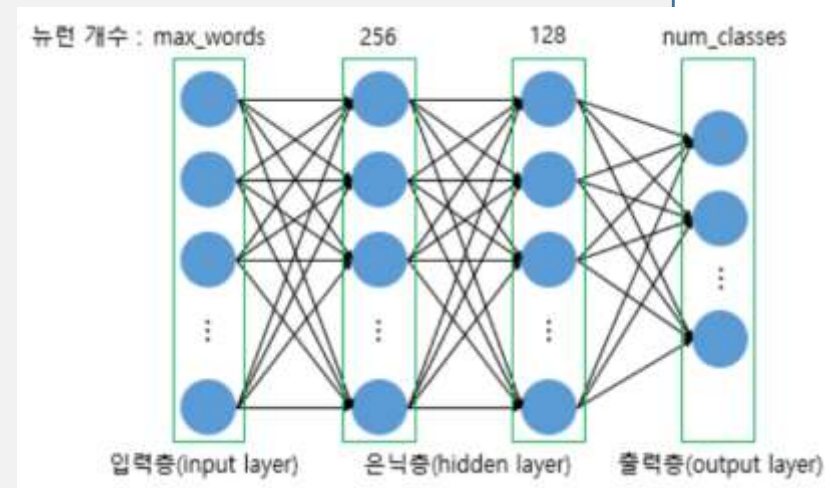 뉴런 개수 : max_words 256 128 num_classes
입력층(input layer) 은닉층(hidden layer) 출력층(output layer)